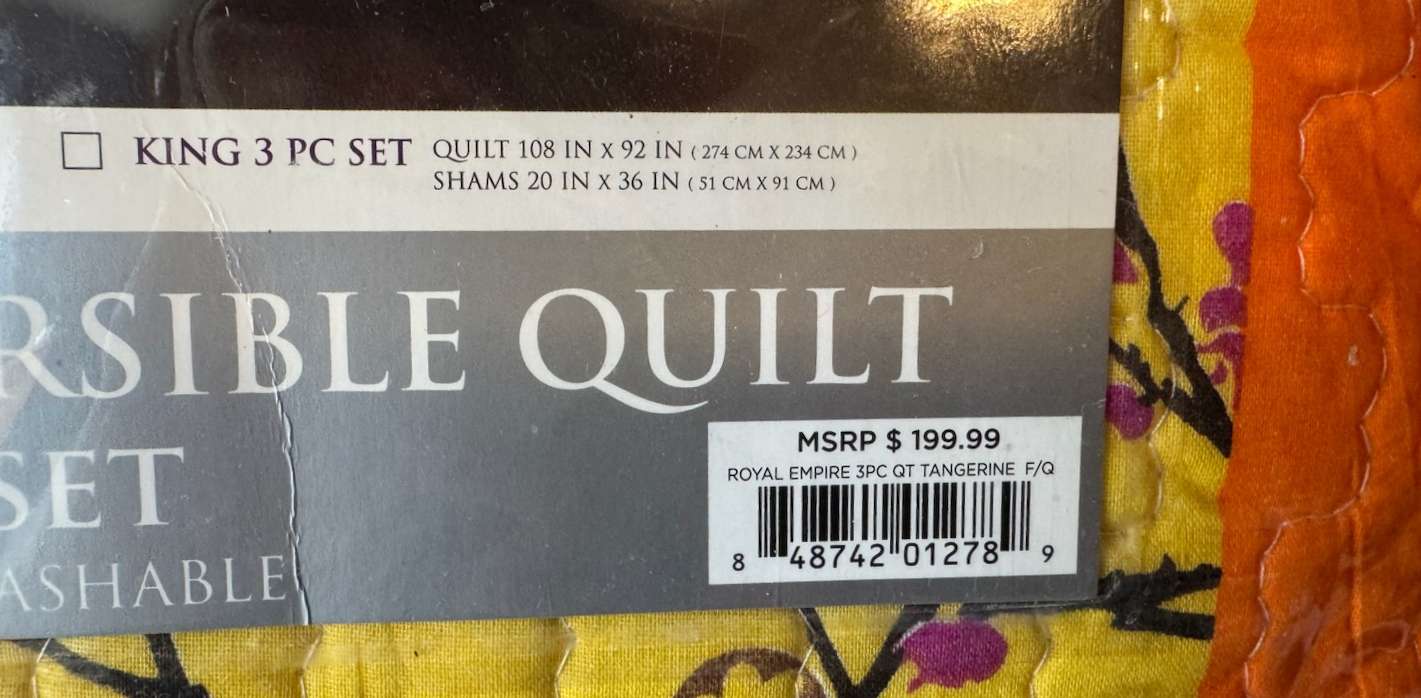 KING 3 PC SET QUILT 108 IN X 92 IN ( 274 CM X 234 CM )
SHAMS 20 IN X 36 IN ( 51 CM X 91 CM )
RSIBLE QUILT
SET
ASHABLE
MSRP $ 199.99
ROYAL EMPIRE 3PC QT TANGERINE F/Q
8 48742 01278 9